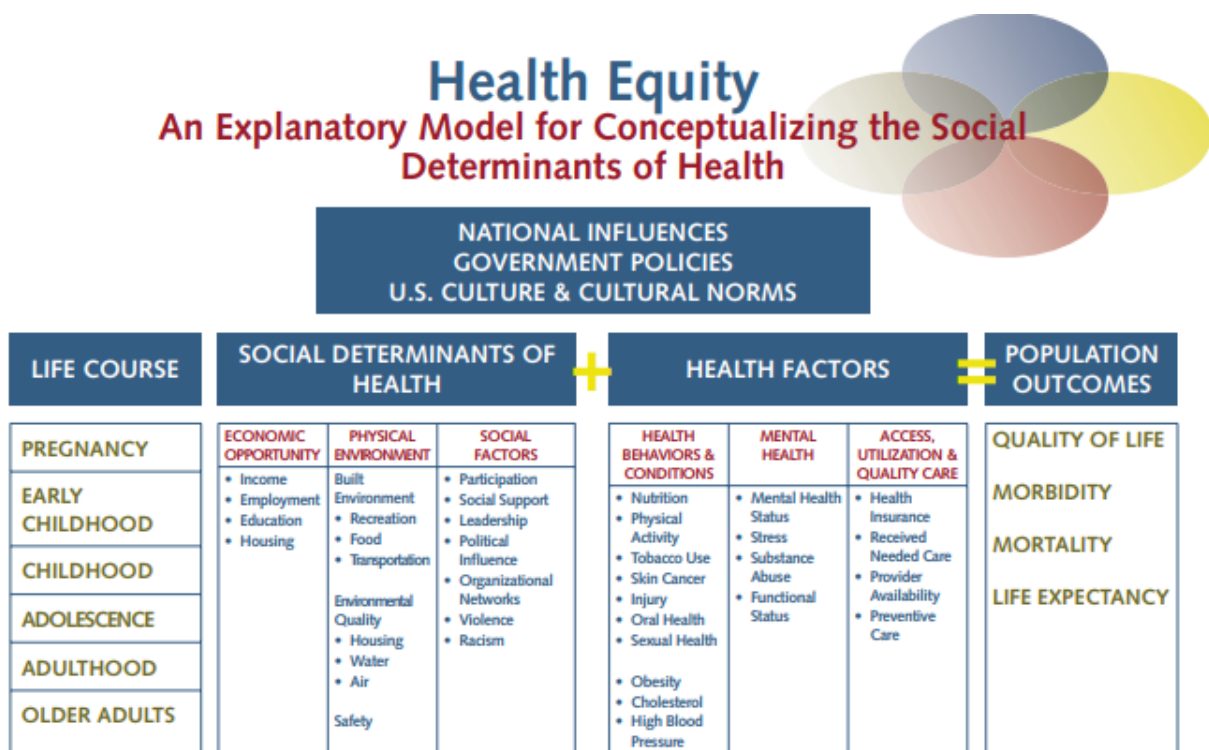 Health Equity
An Explanatory Model for Conceptualizing the Social
Determinants of Health
NATIONAL INFLUENCES
GOVERNMENT POLICIES
U.S. CULTURE & CULTURAL NORMS
LIFE COURSE
SOCIAL DETERMINANTS OF
HEALTH
+
HEALTH FACTORS
=
POPULATION
OUTCOMES
PREGNANCY
EARLY
CHILDHOOD
CHILDHOOD
ADOLESCENCE
ADULTHOOD
OLDER ADULTS
ECONOMIC
OPPORTUNITY
• Income
• Employment
• Education
• Housing
PHYSICAL
ENVIRONMENT
Built
Environment
• Recreation
• Food
• Transportation
Environmental
Quality
• Housing
• Water
• Air
Safety
SOCIAL
FACTORS
• Participation
• Social Support
• Leadership
• Political
Influence
• Organizational
Networks
• Violence
• Racism
HEALTH
BEHAVIORS &
CONDITIONS
• Nutrition
• Physical
Activity
• Tobacco Use
• Skin Cancer
• Injury
• Oral Health
• Sexual Health
• Obesity
• Cholesterol
• High Blood
Pressure
MENTAL
HEALTH
• Mental Health
Status
• Stress
• Substance
Abuse
• Functional
Status
ACCESS,
UTILIZATION &
QUALITY CARE
• Health
Insurance
• Received
Needed Care
• Provider
Availability
• Preventive
Care
QUALITY OF LIFE
MORBIDITY
MORTALITY
LIFE EXPECTANCY